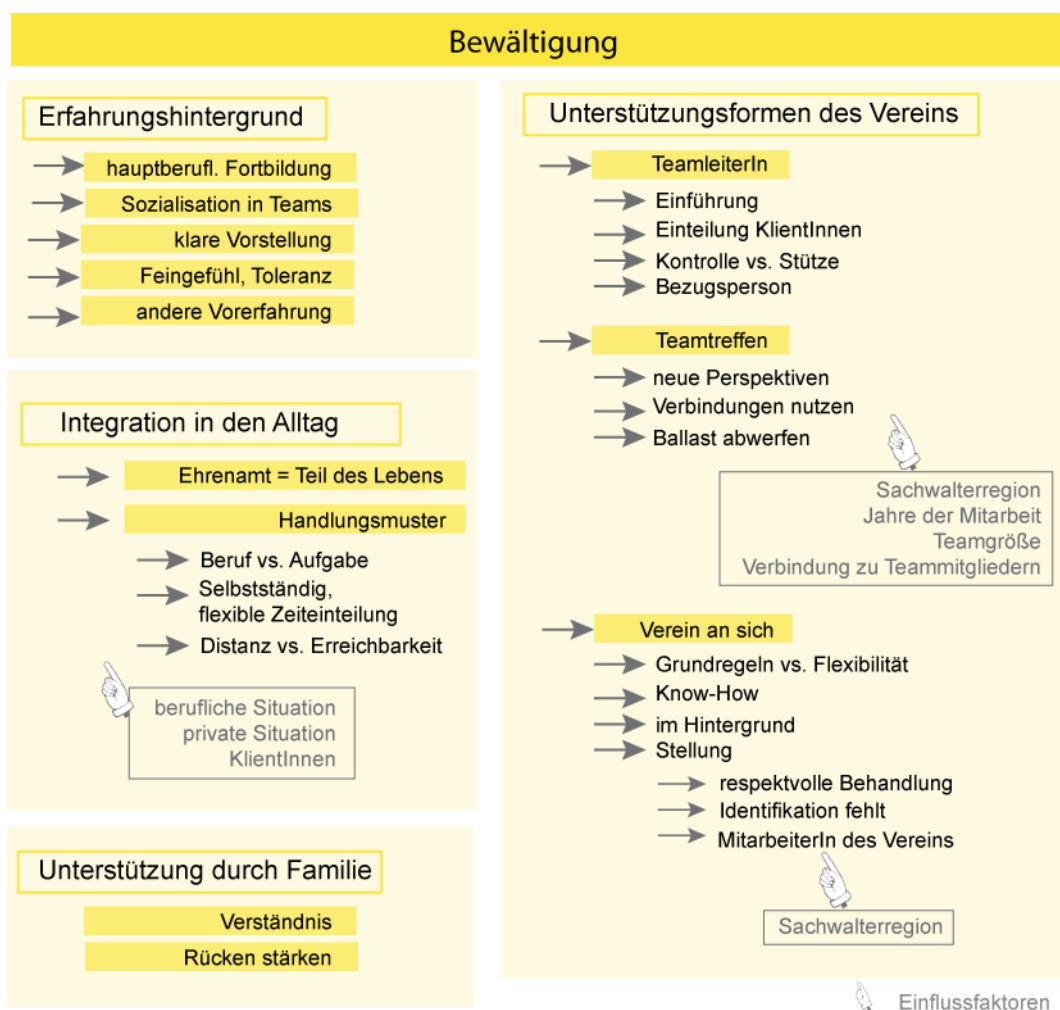 Bewältigung
Erfahrungshintergrund
hauptberufl. Fortbildung
Sozialisation in Teams
klare Vorstellung
Feingefühl, Toleranz
andere Vorerfahrung
Integration in den Alltag
Ehrenamt = Teil des Lebens
Handlungsmuster
Beruf vs. Aufgabe
Selbstständig,
flexible Zeiteinteilung
Distanz vs. Erreichbarkeit
berufliche Situation
private Situation
KlientInnen
Unterstützung durch Familie
Verständnis
Rücken stärken
Unterstützungsformen des Vereins
TeamleiterIn
Einführung
Einteilung KlientInnen
Kontrolle vs. Stütze
Bezugsperson
Teamtreffen
neue Perspektiven
Verbindungen nutzen
Ballast abwerfen
Sachwalterregion
Jahre der Mitarbeit
Teamgröße
Verbindung zu Teammitgliedern
Verein an sich
Grundregeln vs. Flexibilität
Know-How
im Hintergrund
Stellung
respektvolle Behandlung
Identifikation fehlt
MitarbeiterIn des Vereins
Sachwalterregion
Einflussfaktoren